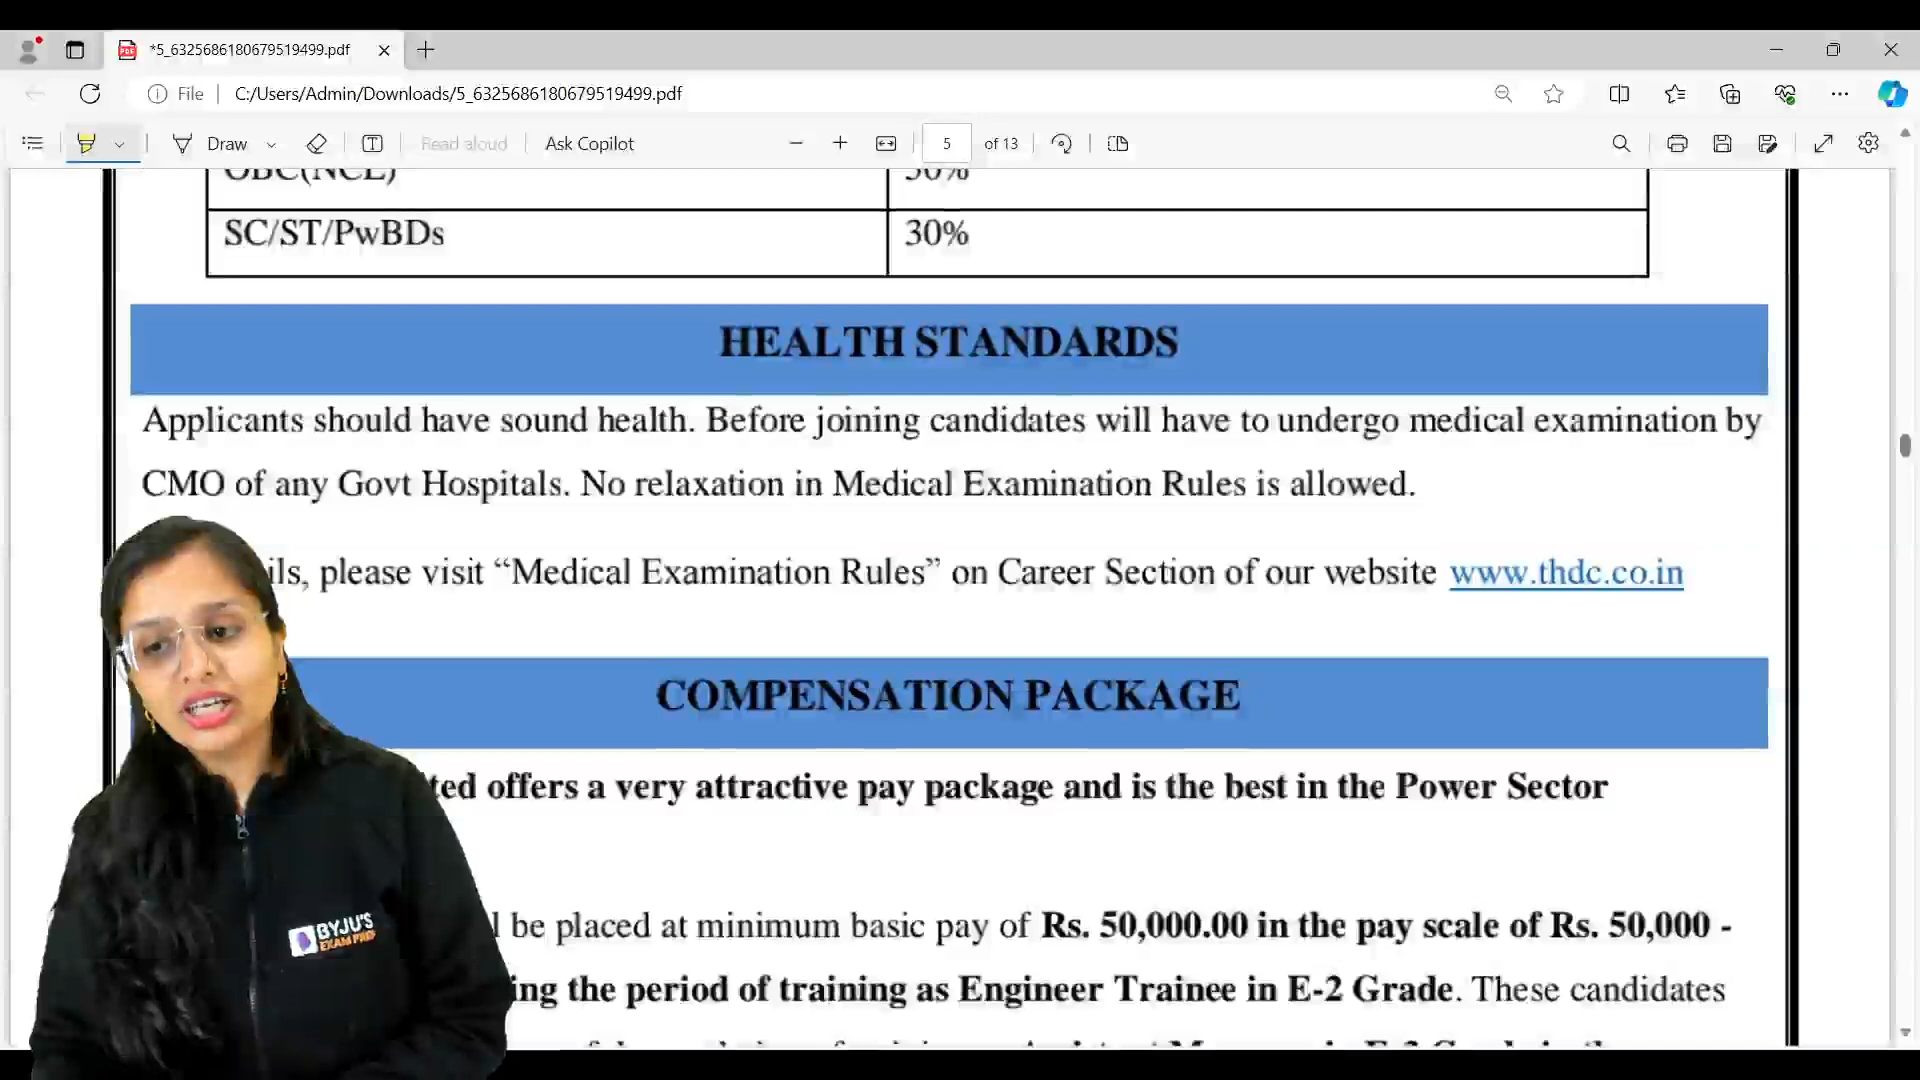 *5_6325686180679519499.pdf
File
C:/Users/Admin/Downloads/5_6325686180679519499.pdf
Draw
Read aloud
Ask Copilot
5 of 13
OBC(NCL)
SC/ST/PwBDs 30%
HEALTH STANDARDS
Applicants should have sound health. Before joining candidates will have to undergo medical examination by
CMO of any Govt Hospitals. No relaxation in Medical Examination Rules is allowed.
ils, please visit “Medical Examination Rules” on Career Section of our website www.thdc.co.in
COMPENSATION PACKAGE
ted offers a very attractive pay package and is the best in the Power Sector
l be placed at minimum basic pay of Rs. 50,000.00 in the pay scale of Rs. 50,000 -
ing the period of training as Engineer Trainee in E-2 Grade. These candidates
BYJU'S
EXAM PREP